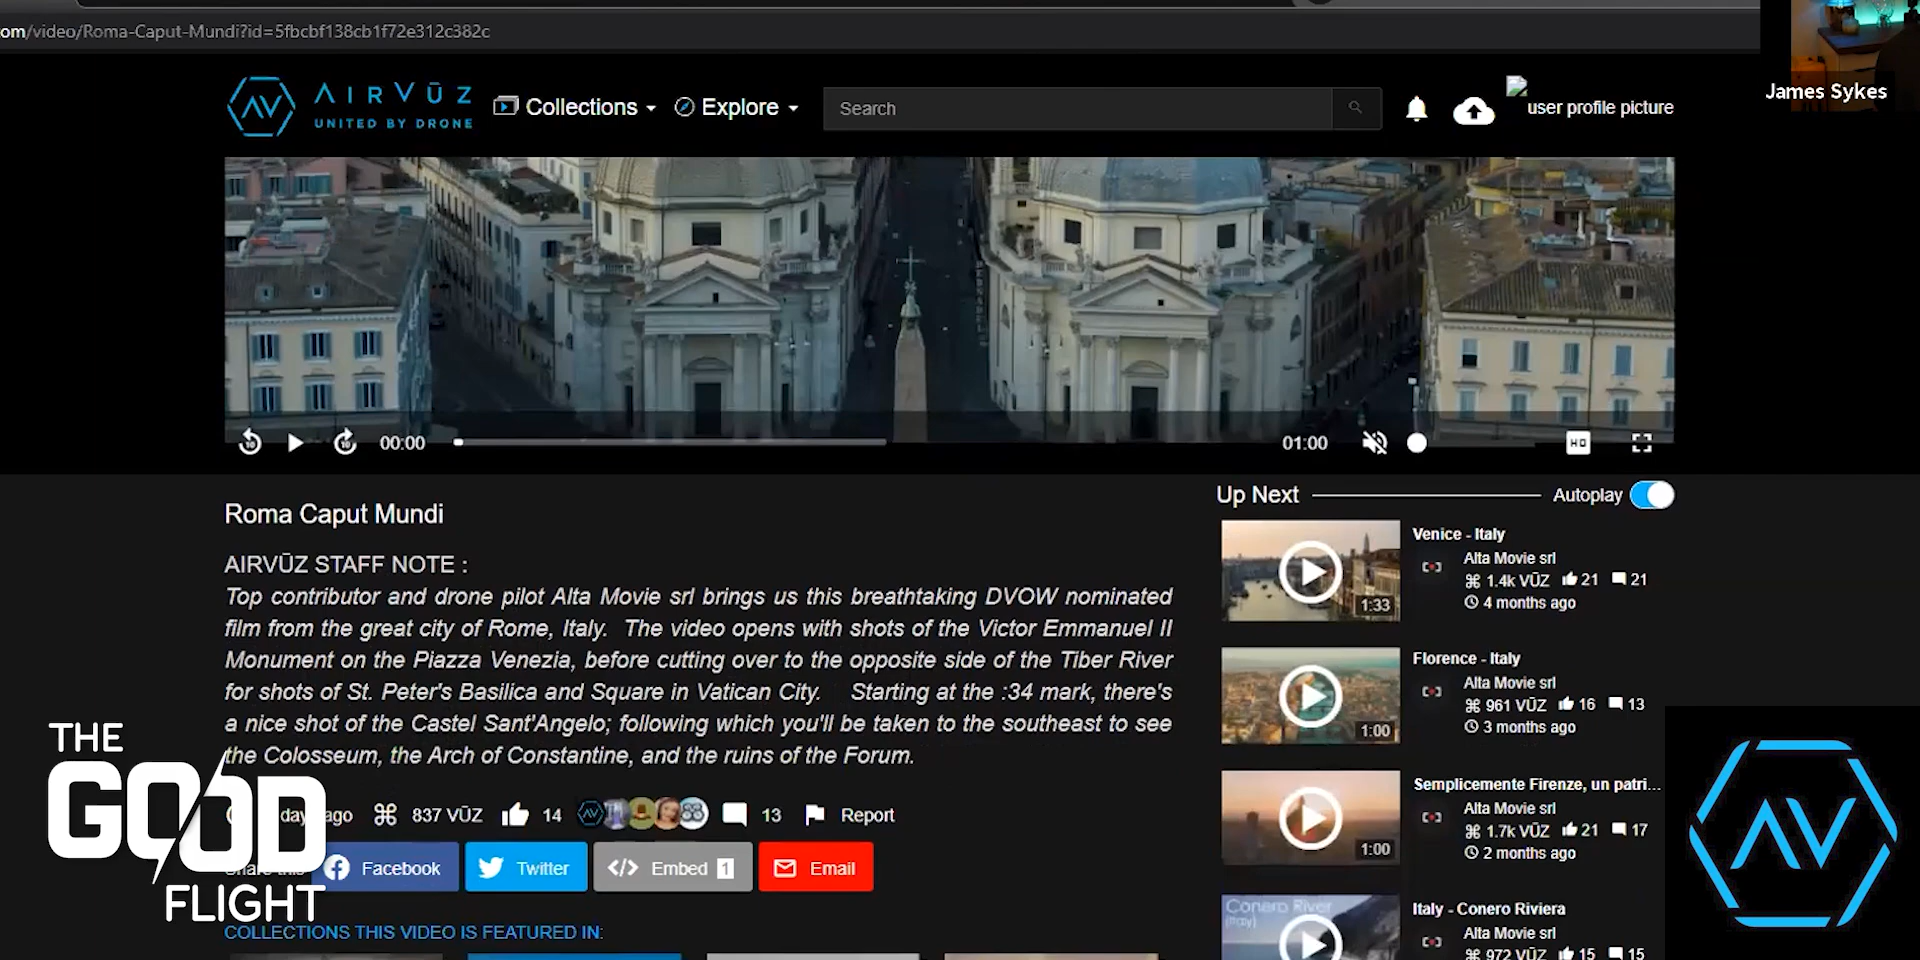 om/video/Roma-Caput-Mundi?id=5fbcbf138cb1f72e312c382c
James Sykes
AIRVŪZ
UNITED BY DRONE
Collections
Explore
Search
user profile picture
00:00
01:00
HD
Roma Caput Mundi
AIRVŪZ STAFF NOTE :
Top contributor and drone pilot Alta Movie srl brings us this breathtaking DVOW nominated
film from the great city of Rome, Italy. The video opens with shots of the Victor Emmanuel II
Monument on the Piazza Venezia, before cutting over to the opposite side of the Tiber River
for shots of St. Peter's Basilica and Square in Vatican City. Starting at the :34 mark, there's
a nice shot of the Castel Sant'Angelo; following which you'll be taken to the southeast to see
the Colosseum, the Arch of Constantine, and the ruins of the Forum.
ago
837 VŪZ
14
13
Report
Share this
Facebook
Twitter
Embed 1
Email
COLLECTIONS THIS VIDEO IS FEATURED IN:
Up Next
Autoplay
Venice - Italy
Alta Movie srl
1.4k VŪZ 21 21
4 months ago
1:33
Florence - Italy
Alta Movie srl
961 VŪZ 16 13
3 months ago
1:00
Semplicemente Firenze, un patri...
Alta Movie srl
1.7k VŪZ 21 17
2 months ago
1:00
Conero River
(Italy)
Italy - Conero Riviera
Alta Movie srl
972 VŪZ 15 15
THE
GOOD
FLIGHT
AV